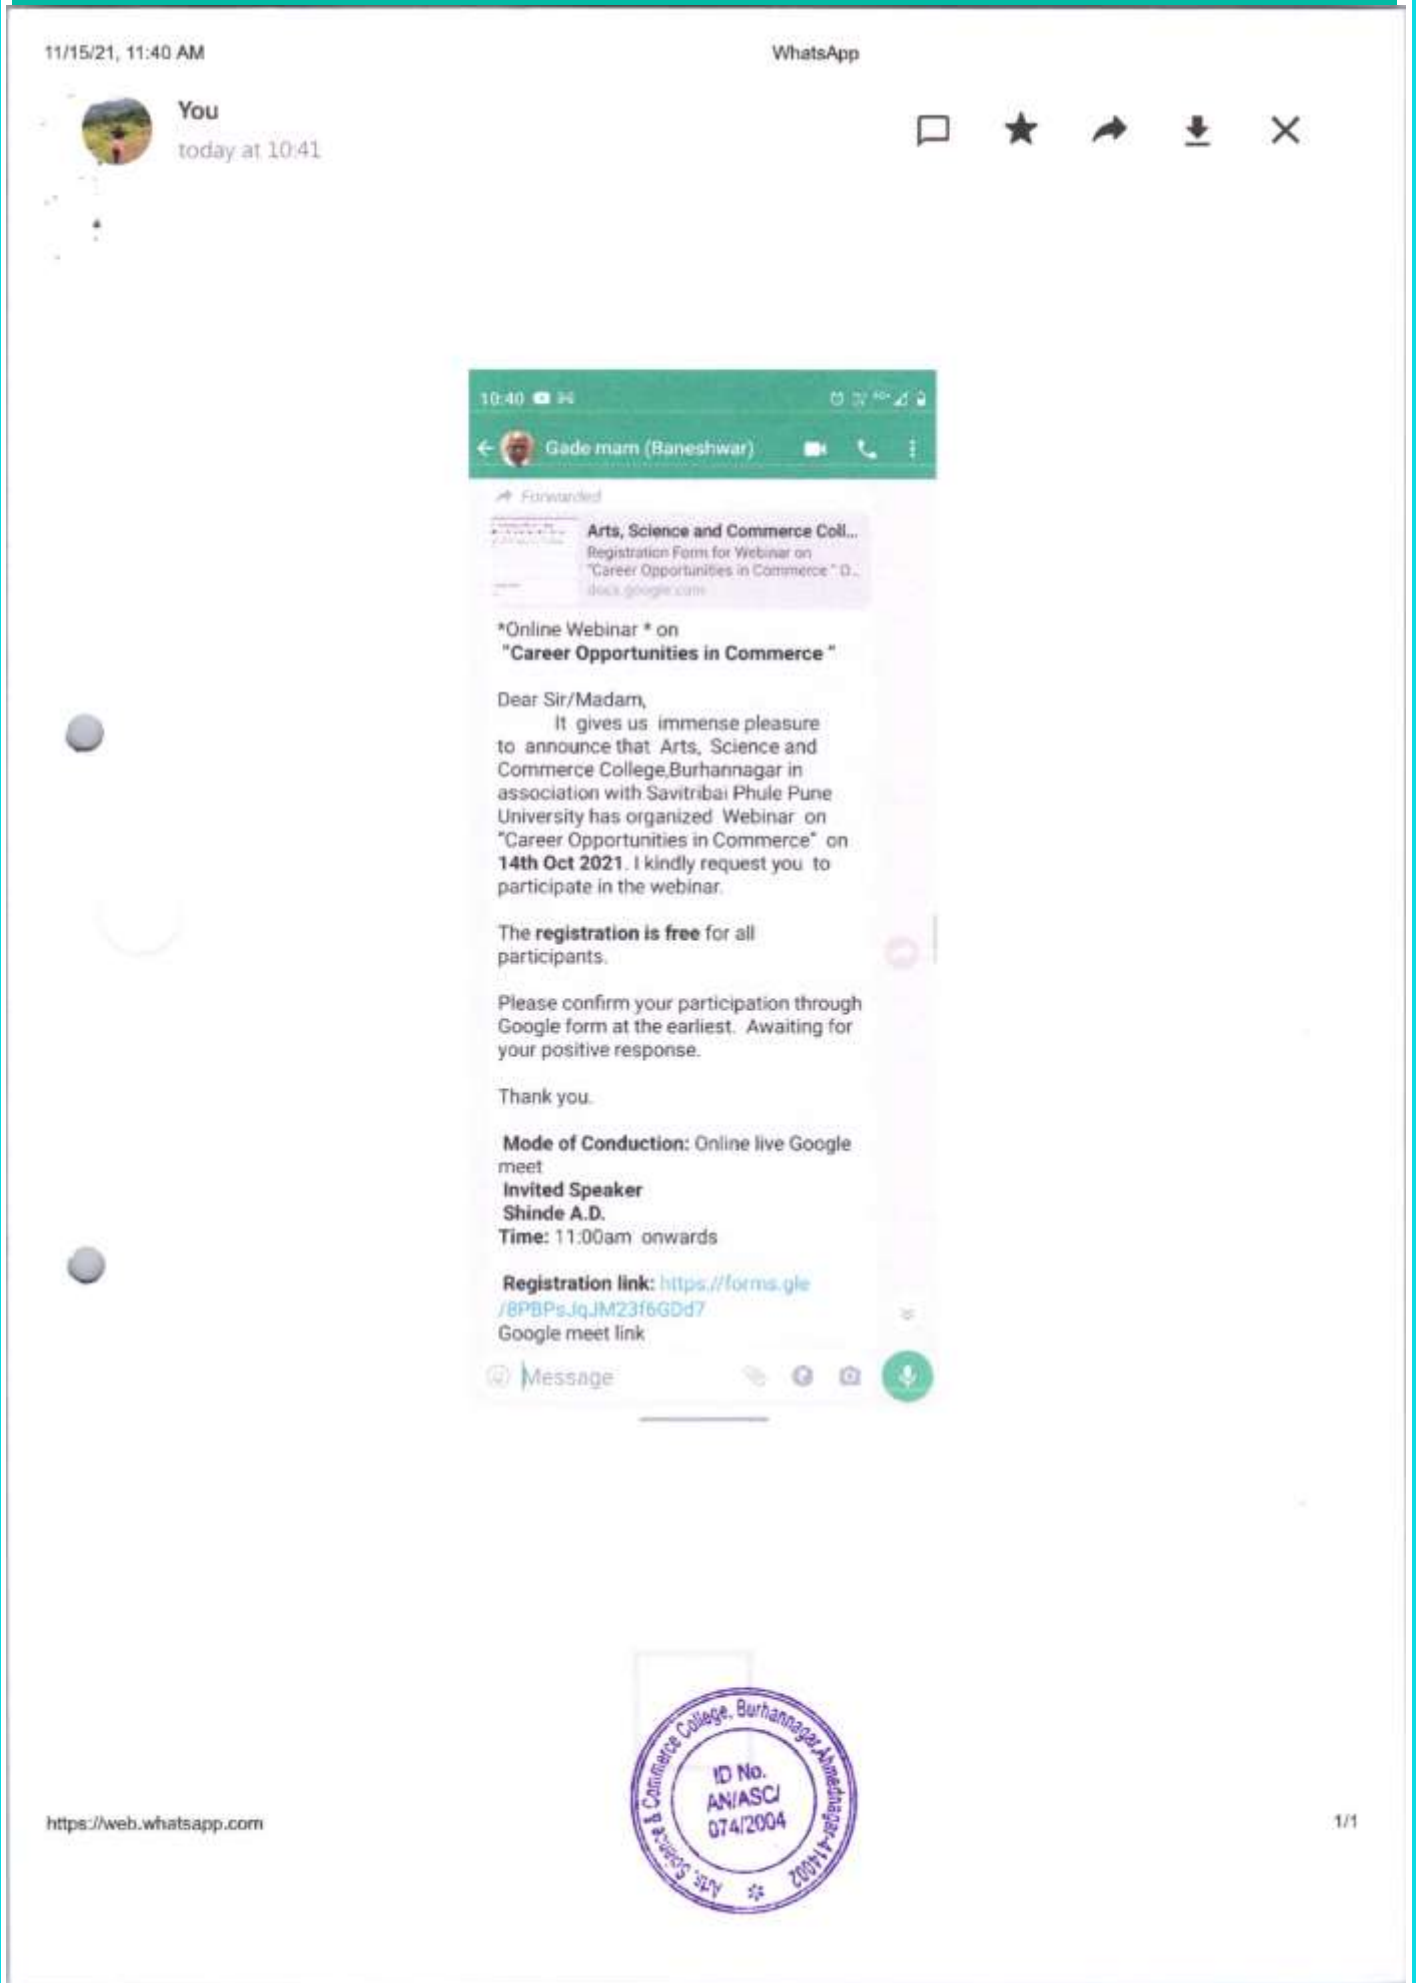 11/15/21, 11:40 AM
WhatsApp
You
today at 10:41
10:40
Gade mam (Baneshwar)
Forwarded
Arts, Science and Commerce Coll...
Registration Form for Webinar on
"Career Opportunities in Commerce " O..
docs.google.com
*Online Webinar * on
"Career Opportunities in Commerce "
Dear Sir/Madam,
It gives us immense pleasure
to announce that Arts, Science and
Commerce College,Burhannagar in
association with Savitribai Phule Pune
University has organized Webinar on
"Career Opportunities in Commerce" on
14th Oct 2021. I kindly request you to
participate in the webinar.
The registration is free for all
participants.
Please confirm your participation through
Google form at the earliest. Awaiting for
your positive response.
Thank you.
Mode of Conduction: Online live Google
meet
Invited Speaker
Shinde A.D.
Time: 11:00am onwards
Registration link: https://forms.gle
/8PBPsJqJM23f6GDd7
Google meet link
Message
Arts, Science & Commerce College, Burhannagar,Ahmednagar-414002
ID No.
AN/ASC/
074/2004
https://web.whatsapp.com
1/1